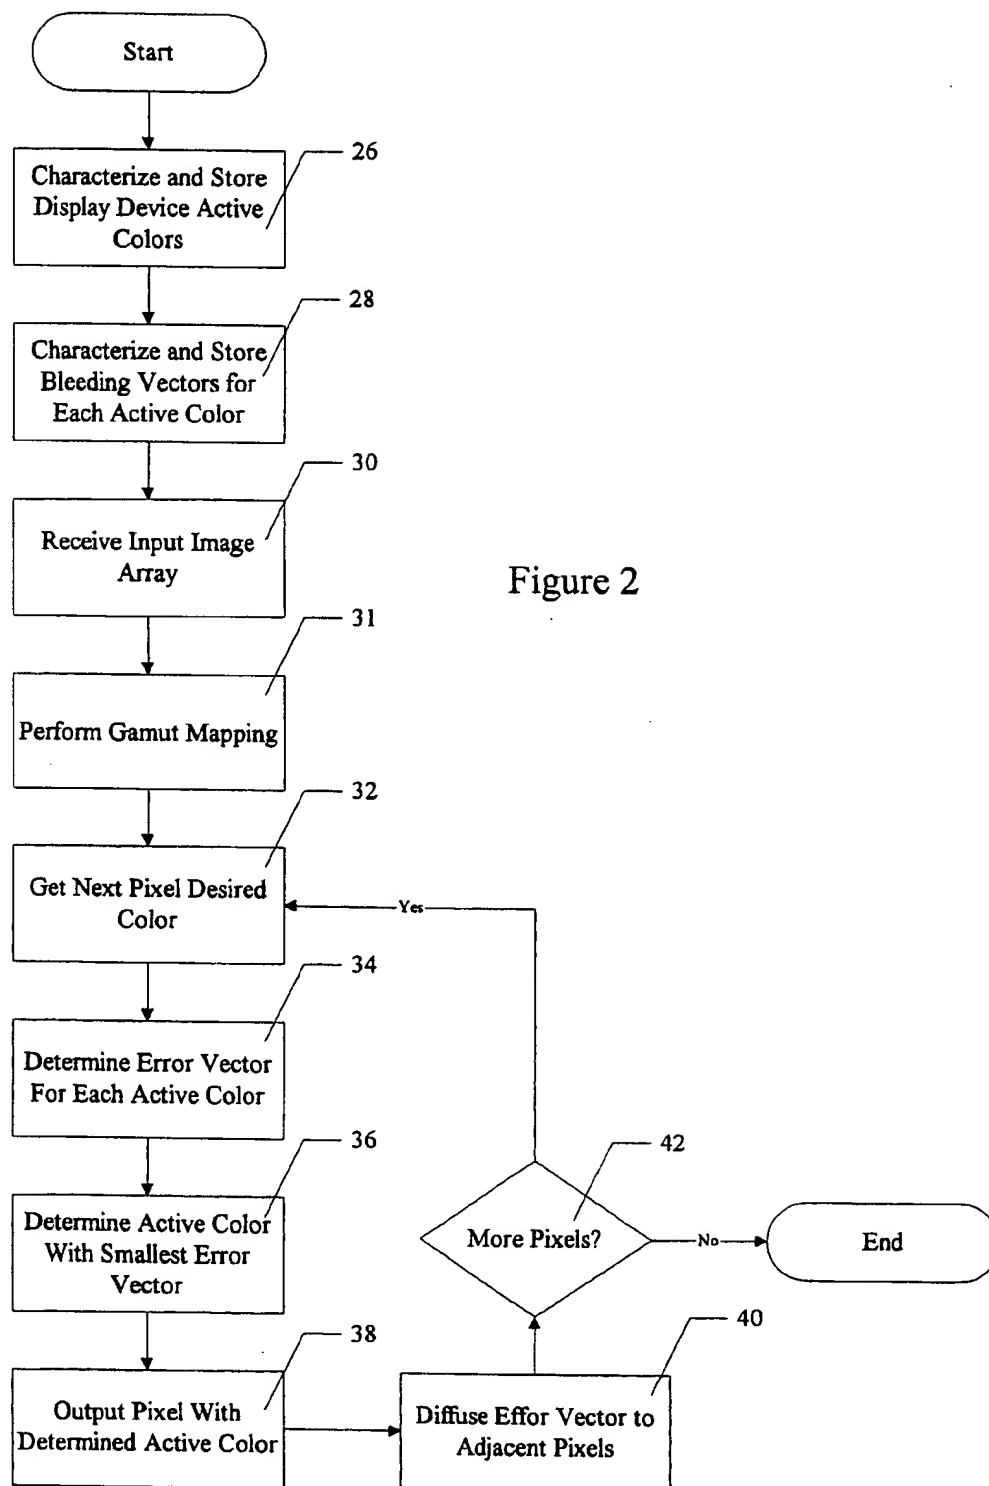 Start
26
Characterize and Store
Display Device Active
Colors
28
Characterize and Store
Bleeding Vectors for
Each Active Color
30
Receive Input Image
Array
Figure 2
31
Perform Gamut Mapping
32
Get Next Pixel Desired
Color
Yes
34
Determine Error Vector
For Each Active Color
36
Determine Active Color
With Smallest Error
Vector
42
More Pixels?
No
End
38
Output Pixel With
Determined Active Color
40
Diffuse Effor Vector to
Adjacent Pixels